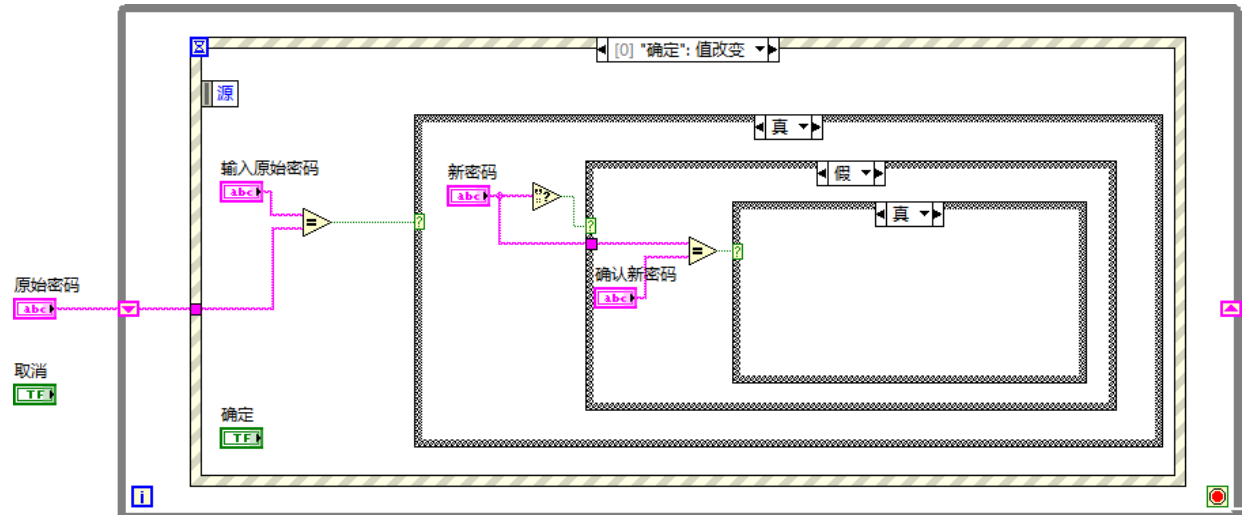 [0] "确定": 值改变
源
真
输入原始密码
abc
新密码
abc
"?
假
真
=
?
?
=
?
确认新密码
abc
原始密码
abc
取消
TF
确定
TF
i